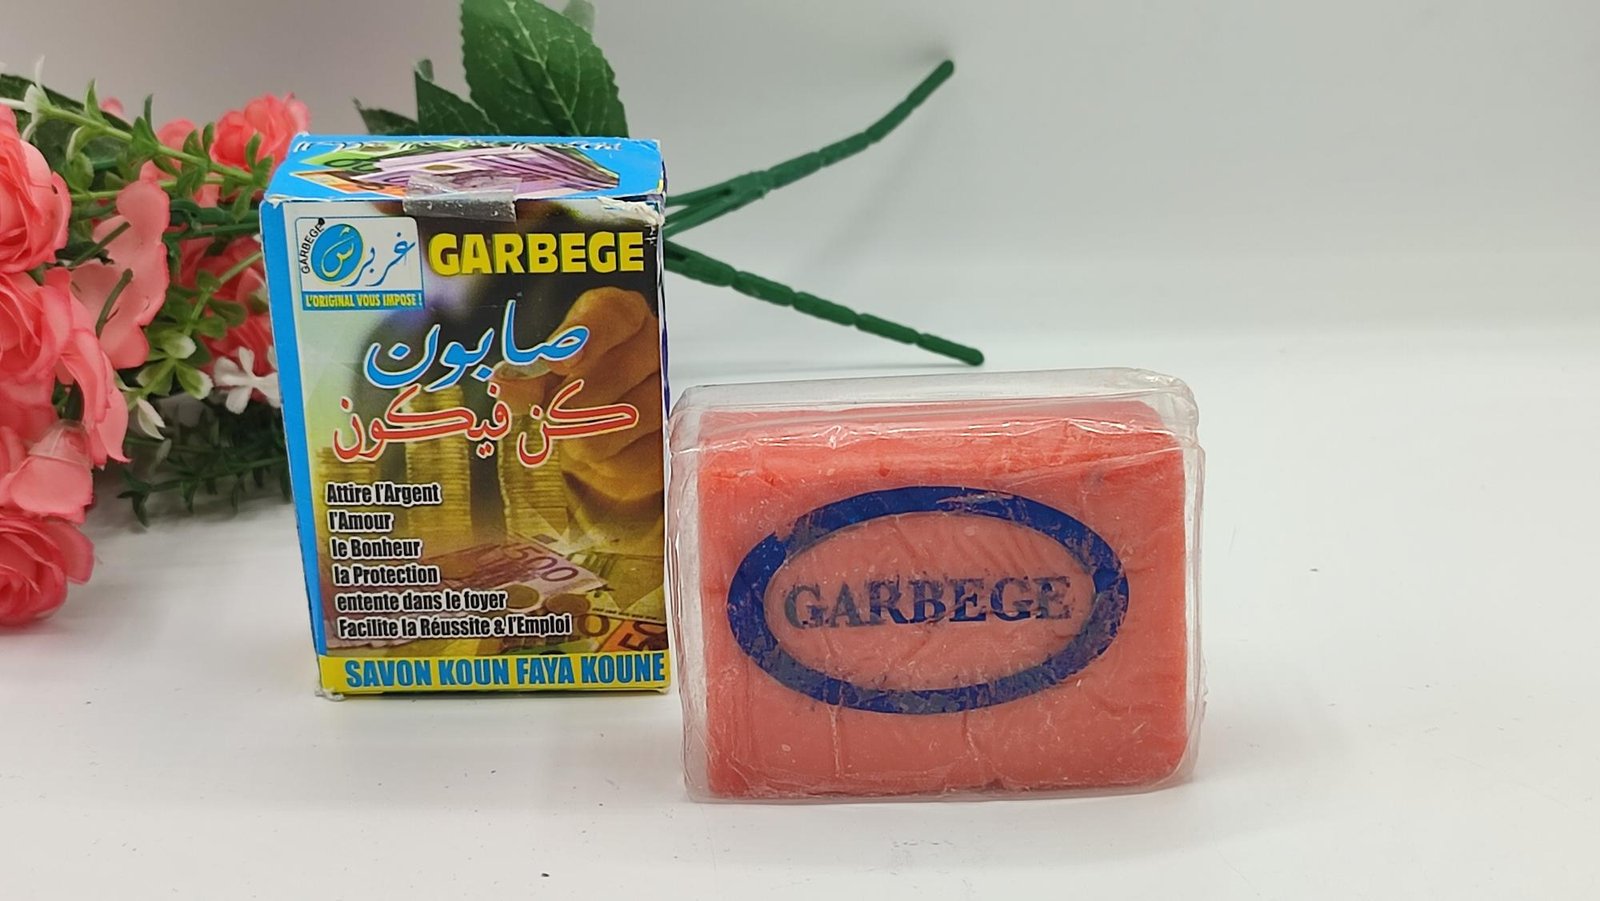 GARBEGE
غربش
L'ORIGINAL VOUS IMPOSE !
GARBEGE
صابون
كن فيكون
Attire l'Argent
l'Amour
le Bonheur
la Protection
entente dans le foyer
Facilite la Réussite & l'Emploi
500
SAVON KOUN FAYA KOUNE
GARBEGE